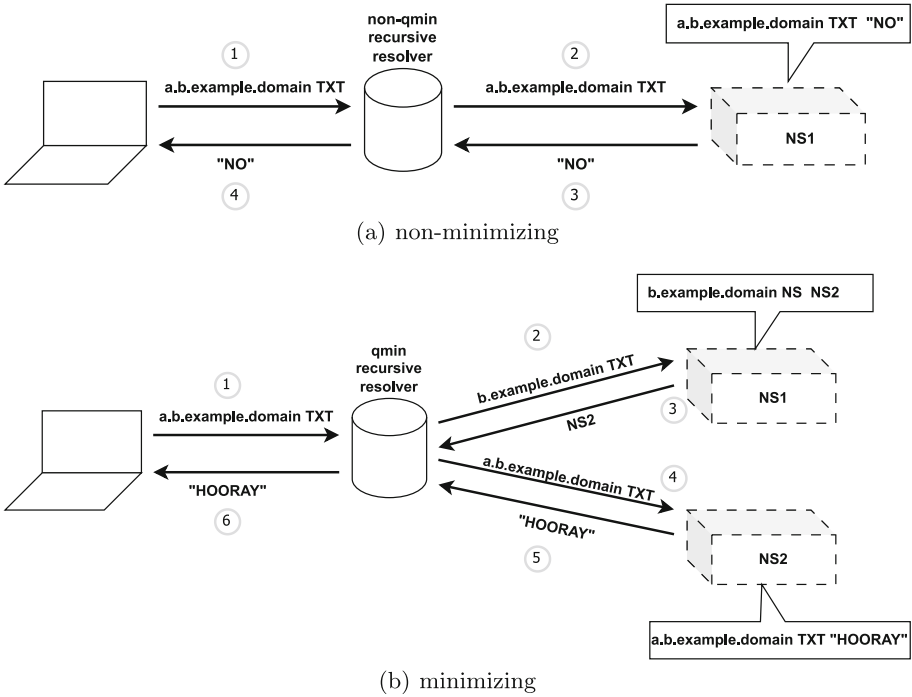 non-qmin
recursive
resolver
1
2
a.b.example.domain TXT "NO"
a.b.example.domain TXT
a.b.example.domain TXT
NS1
"NO"
"NO"
4
3
(a) non-minimizing
b.example.domain NS NS2
qmin
recursive
resolver
2
1
a.b.example.domain TXT
b.example.domain TXT
NS1
NS2
3
"HOORAY"
a.b.example.domain TXT
4
6
"HOORAY"
5
NS2
a.b.example.domain TXT "HOORAY"
(b) minimizing